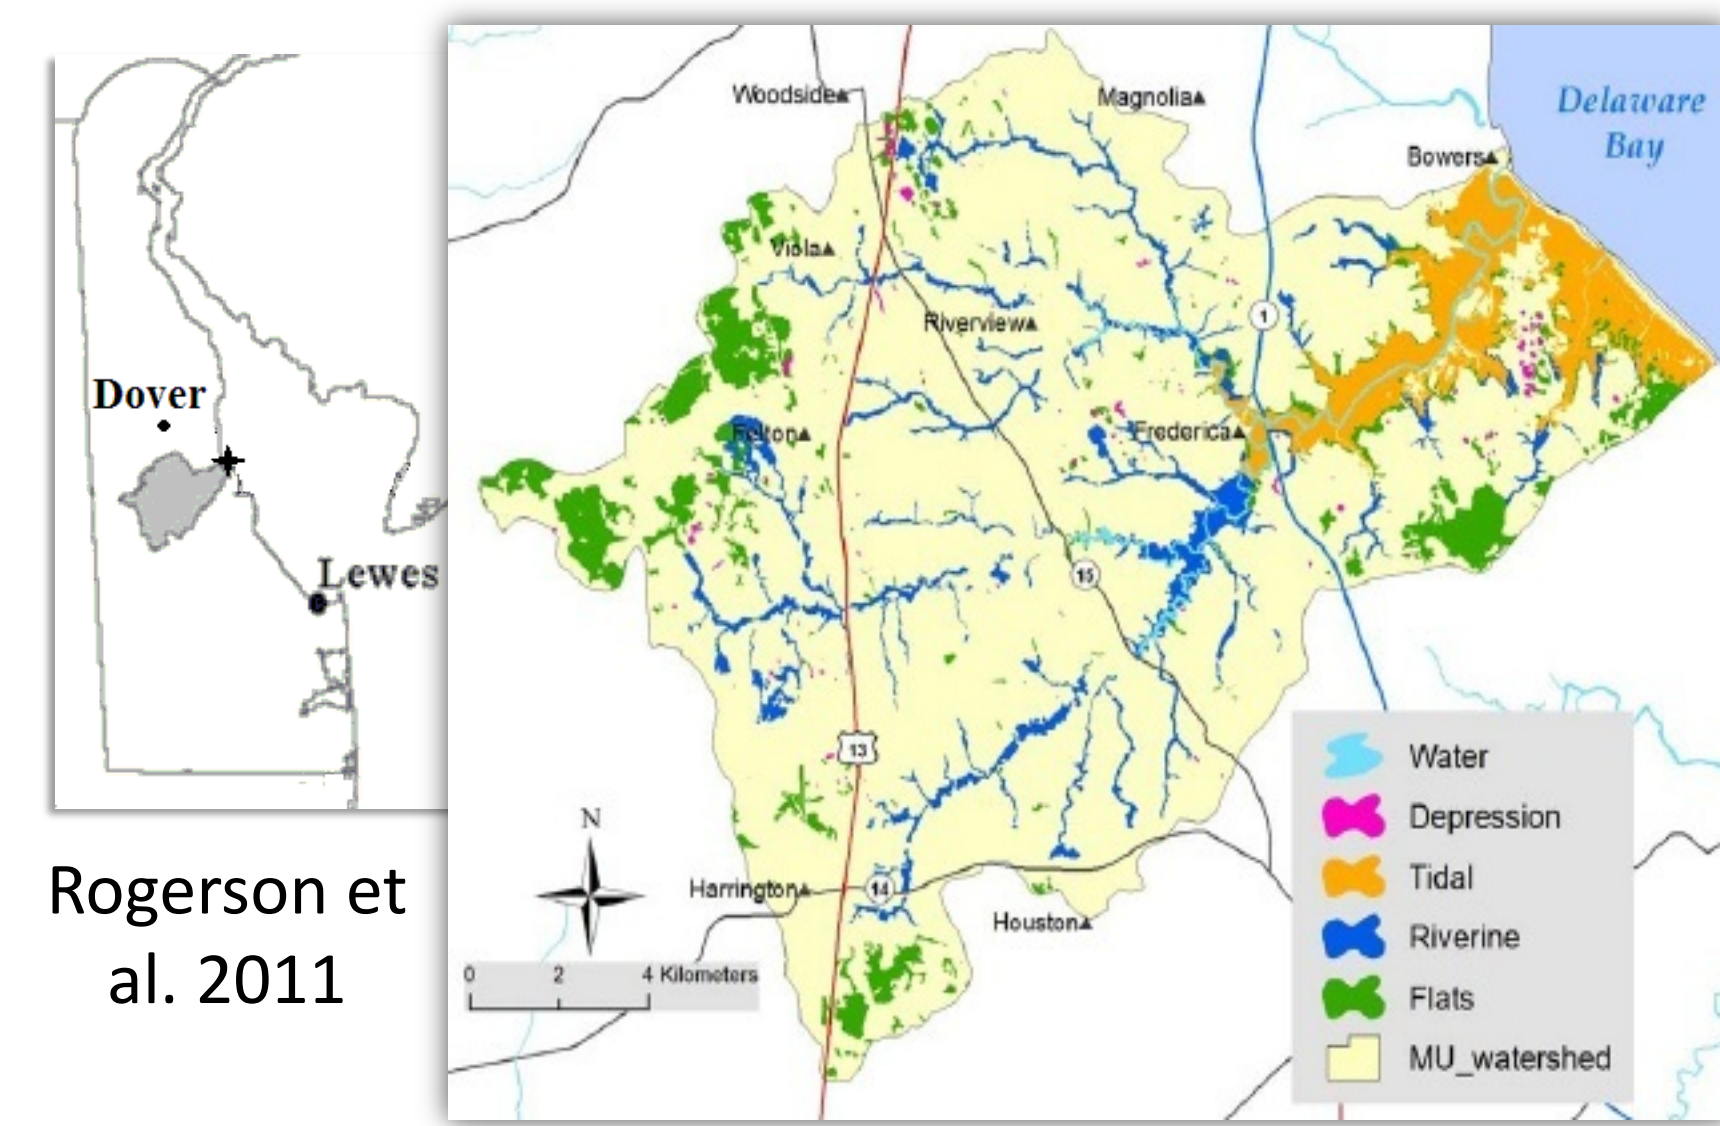 Dover
Lewes
Rogerson et
al. 2011
Woodside
Magnolia
Delaware
Bay
Bowers
Viola
Riverview
1
Felton
Frederica
15
13
N
Harrington
14
Houston
0 2 4 Kilometers
Water
Depression
Tidal
Riverine
Flats
MU_watershed